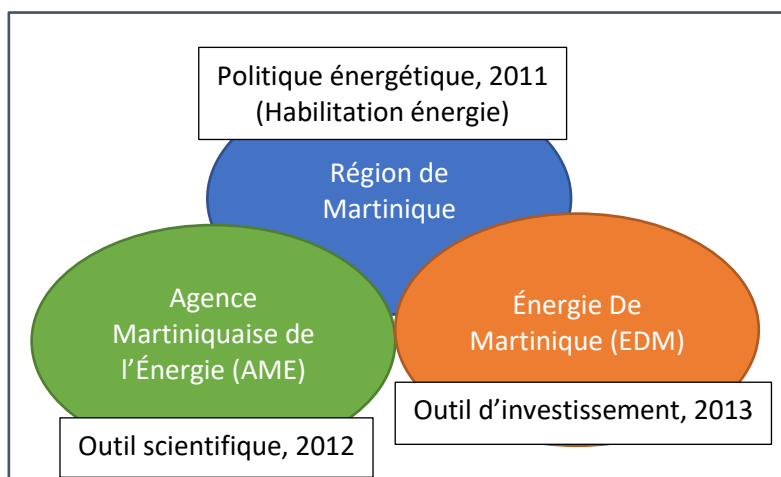 Politique énergétique, 2011
(Habilitation énergie)
Région de
Martinique
Agence
Martiniquaise de
l’Énergie (AME)
Énergie De
Martinique (EDM)
Outil d’investissement, 2013
Outil scientifique, 2012